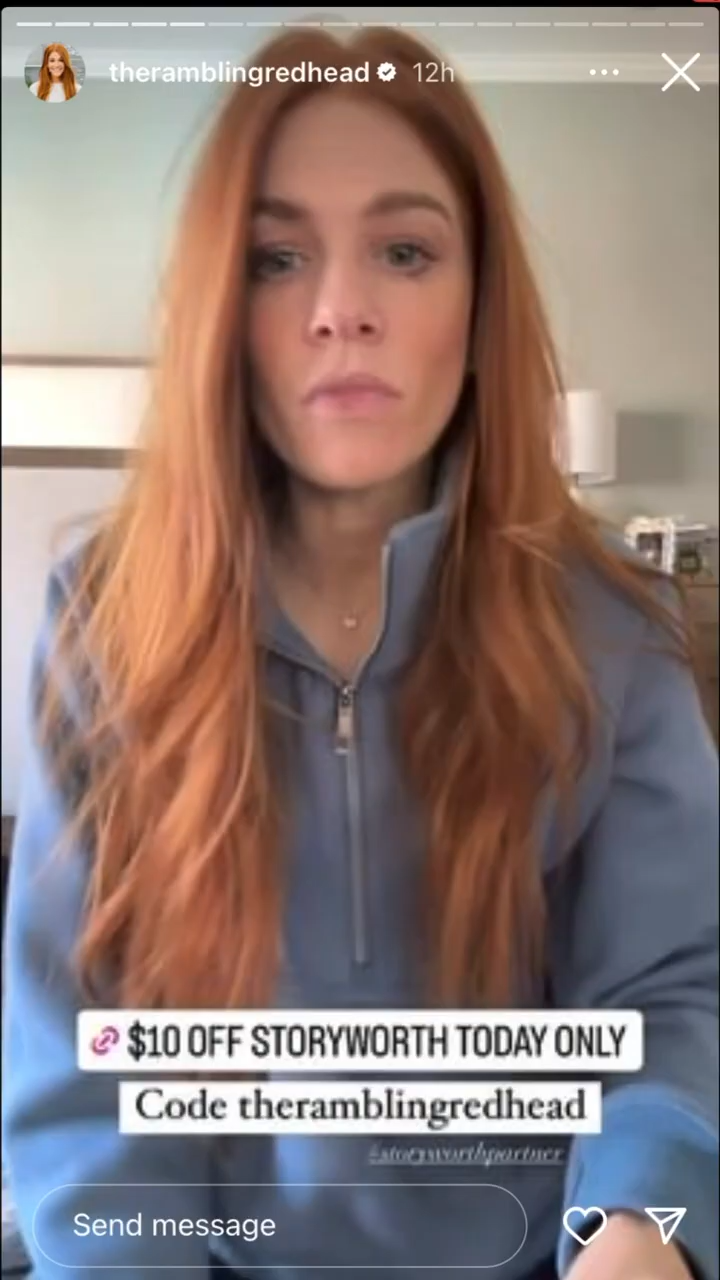 theramblingredhead 12h
$10 OFF STORYWORTH TODAY ONLY
Code theramblingredhead
#storyworthpartner
Send message